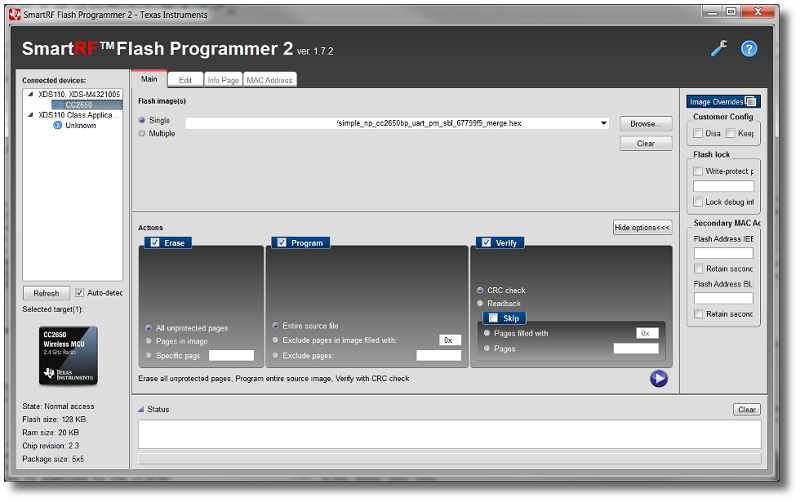 SmartRF Flash Programmer 2 - Texas Instruments
SmartRF™Flash Programmer 2 ver. 1.7.2
Connected devices:
XDS110, XDS-M4321005
CC2650
XDS110 Class Applica...
Unknown
Refresh
Auto-detec
Selected target(1):
CC2650
Wireless MCU
2.4 GHz Radio
TEXAS
INSTRUMENTS
State: Normal access
Flash size: 128 KB
Ram size: 20 KB
Chip revision: 2.3
Package size: 5x5
Main
Edit
Info Page
MAC Address
Flash image(s)
Single
simple_np_cc2650bp_uart_pm_sbl_67799f9_merge.hex
Browse...
Multiple
Clear
Actions
Hide options<<<
Erase
All unprotected pages
Pages in image
Specific page
Program
Entire source file
Exclude pages in image filled with:
0x
Exclude pages:
Verify
CRC check
Readback
Skip
Pages filled with
0x
Pages
Erase all unprotected pages, Program entire source image, Verify with CRC check
Status
Clear
Image Overrides
Customer Config
Disa
Keep
Flash lock
Write-protect p
Lock debug int
Secondary MAC Ad
Flash Address IEE
Retain second
Flash Address BL
Retain second